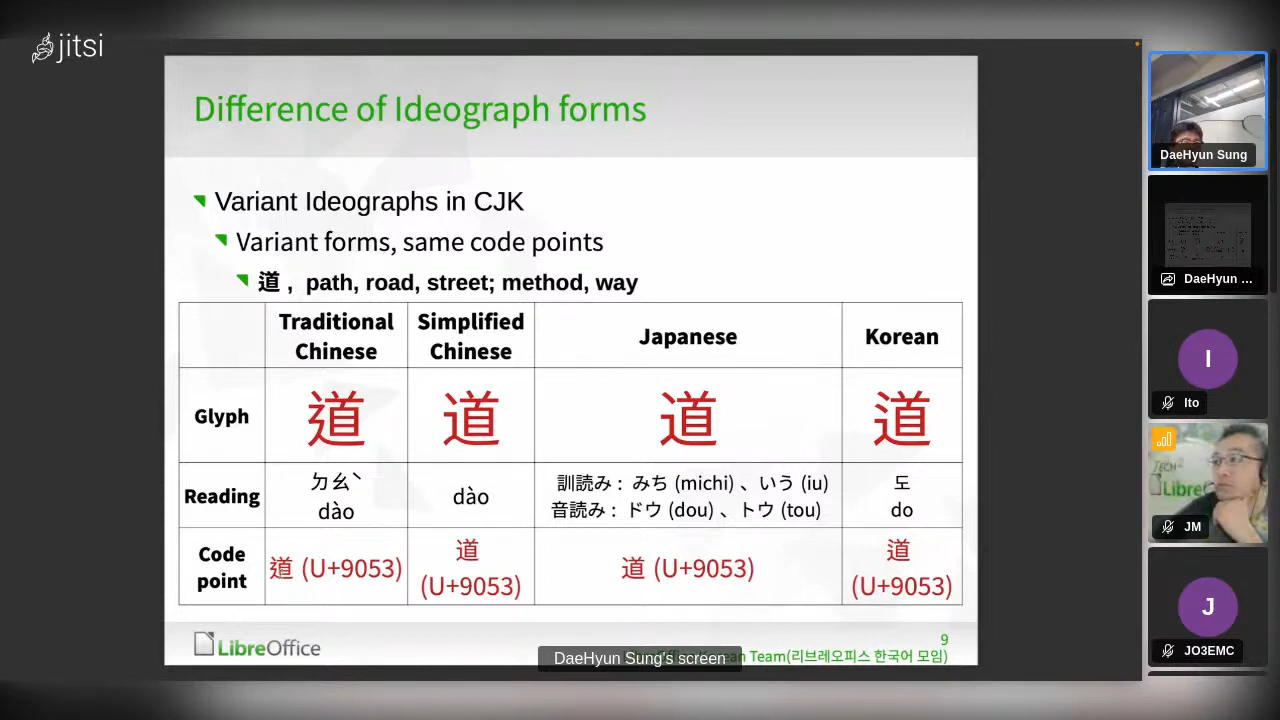 jitsi
Difference of Ideograph forms
Variant Ideographs in CJK
Variant forms, same code points
道 , path, road, street; method, way
Traditional Chinese
Simplified Chinese
Japanese
Korean
Glyph
道
道
道
道
Reading
ㄉㄠˋ
dào
dào
訓読み : みち (michi) 、いう (iu)
音読み : ドウ (dou) 、トウ (tou)
도
do
Code point
道 (U+9053)
道 (U+9053)
道 (U+9053)
道 (U+9053)
LibreOffice
9
Team(리브레오피스 한국어 모임)
DaeHyun Sung's screen
DaeHyun Sung
DaeHyun ...
Ito
I
JM
J
JO3EMC